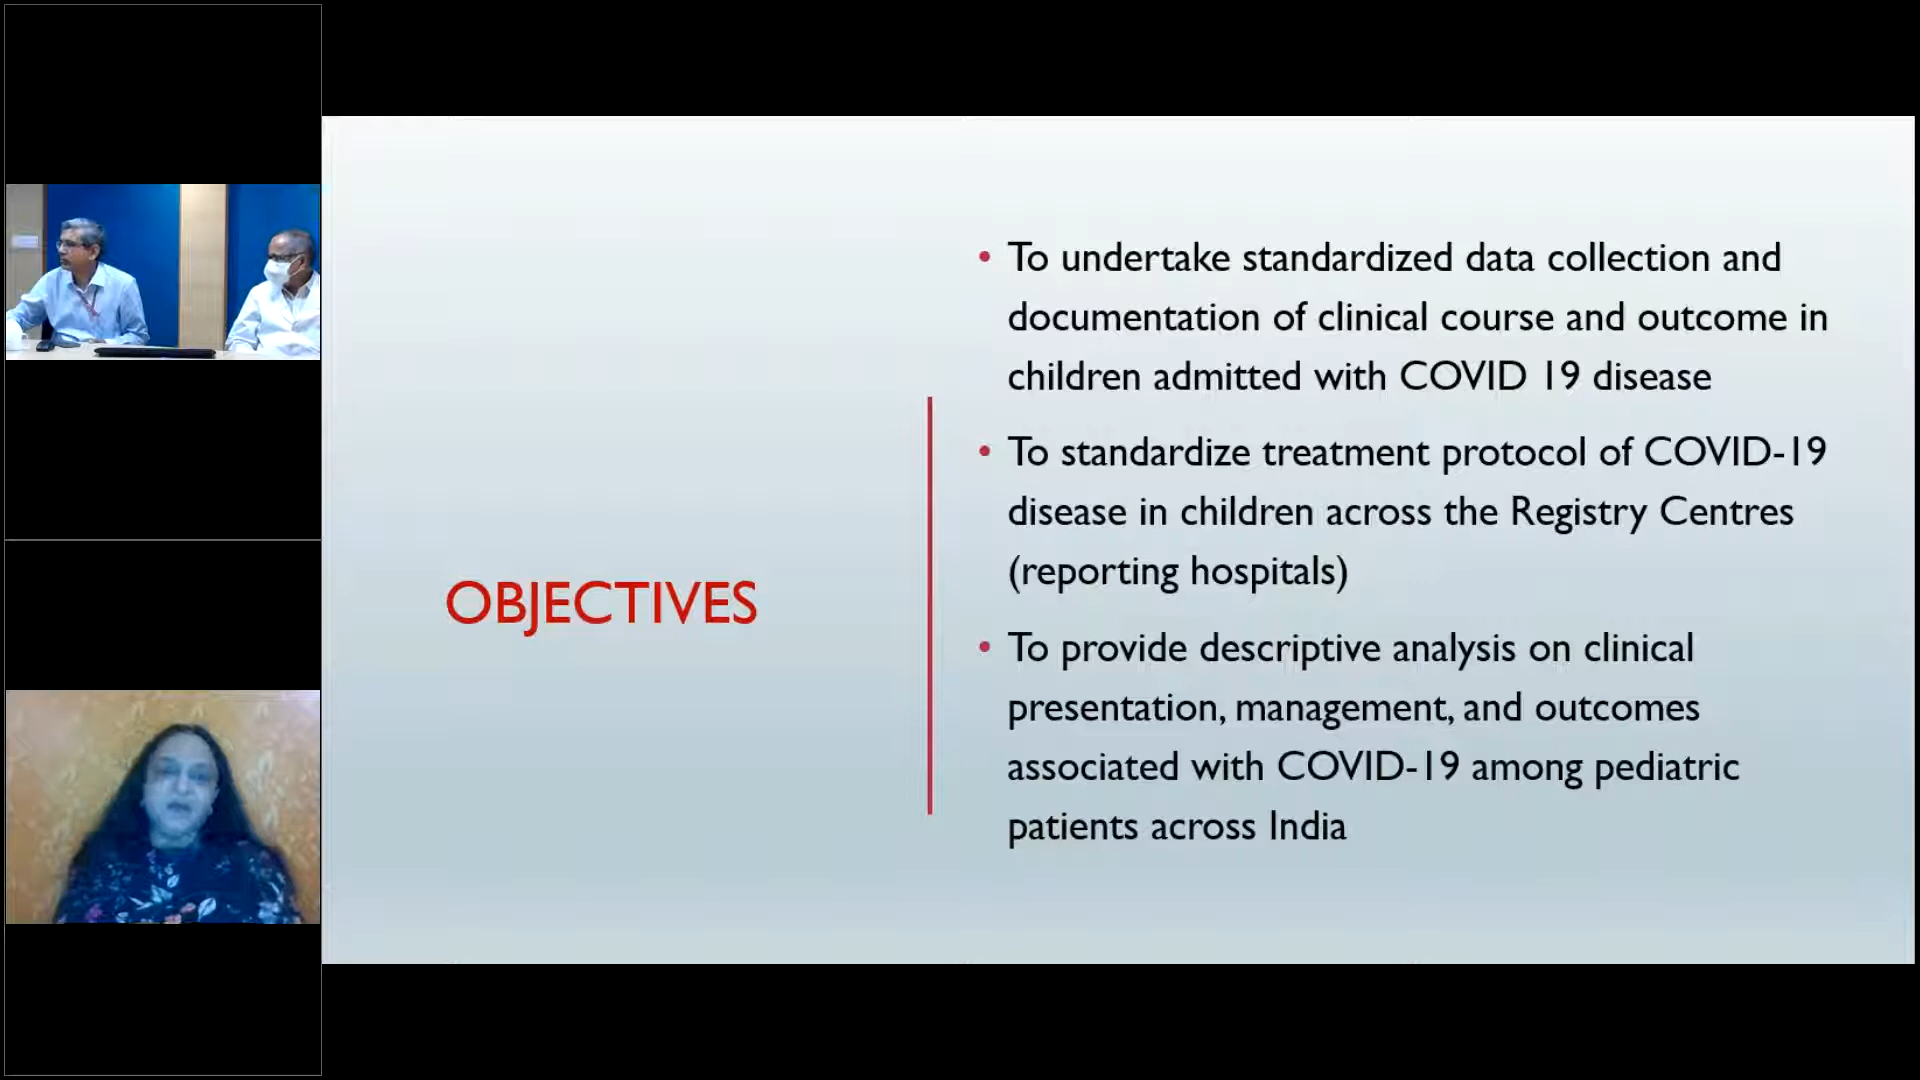 OBJECTIVES
• To undertake standardized data collection and
documentation of clinical course and outcome in
children admitted with COVID 19 disease
• To standardize treatment protocol of COVID-19
disease in children across the Registry Centres
(reporting hospitals)
• To provide descriptive analysis on clinical
presentation, management, and outcomes
associated with COVID-19 among pediatric
patients across India